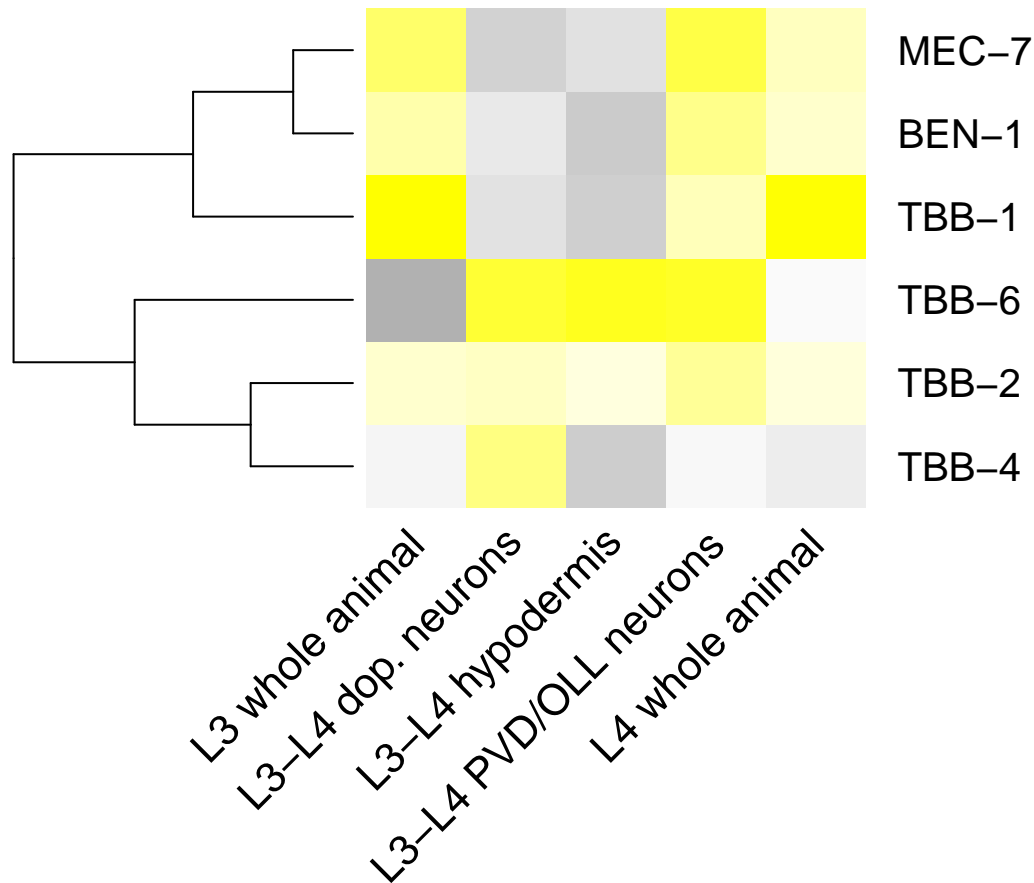 MEC−7
BEN−1
TBB−1
TBB−6
TBB−2
TBB−4
L3 whole animal
L3−L4 dop. neurons
L3−L4 hypodermis
L3−L4 PVD/OLL neurons
L4 whole animal